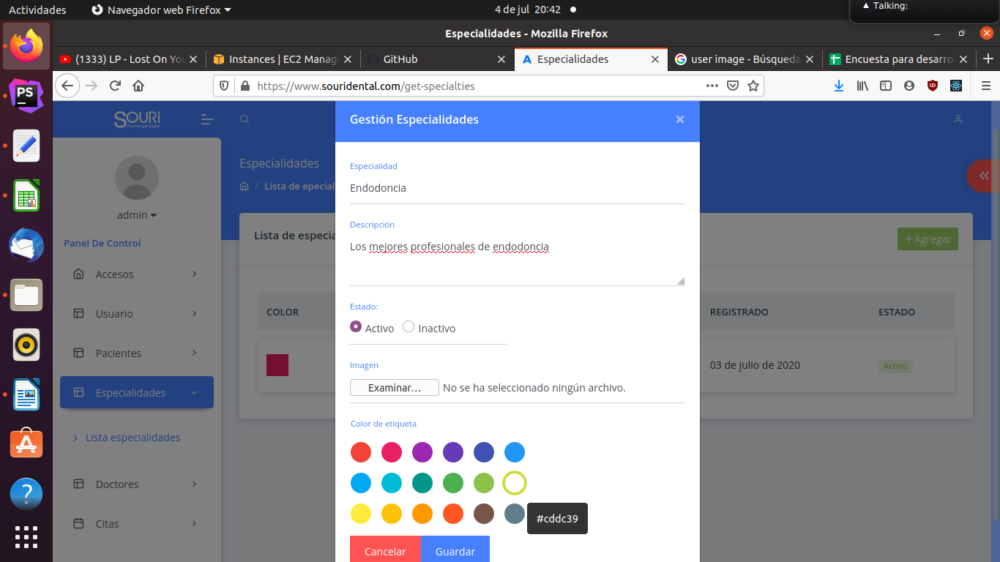 Actividades
Navegador web Firefox
4 de jul 20:42
Talking:
Especialidades - Mozilla Firefox
(1333) LP - Lost On You
Instances | EC2 Manag
GitHub
Especialidades
user image - Búsqueda
Encuesta para desarro
https://www.souridental.com/get-specialties
SOURI
Odontología Digital
admin
Panel De Control
Accesos
Usuario
Pacientes
Especialidades
Lista especialidades
Doctores
Citas
Especialidades
/ Lista de epecial
Lista de especia
+ Agregar
COLOR
REGISTRADO
ESTADO
03 de julio de 2020
Activo
Gestión Especialidades
×
Especialidad
Endodoncia
Descripción
Los mejores profesionales de endodoncia
Estado:
Activo
Inactivo
Imagen
Examinar...
No se ha seleccionado ningún archivo.
Color de etiqueta
#cddc39
Cancelar
Guardar
PS
A
?